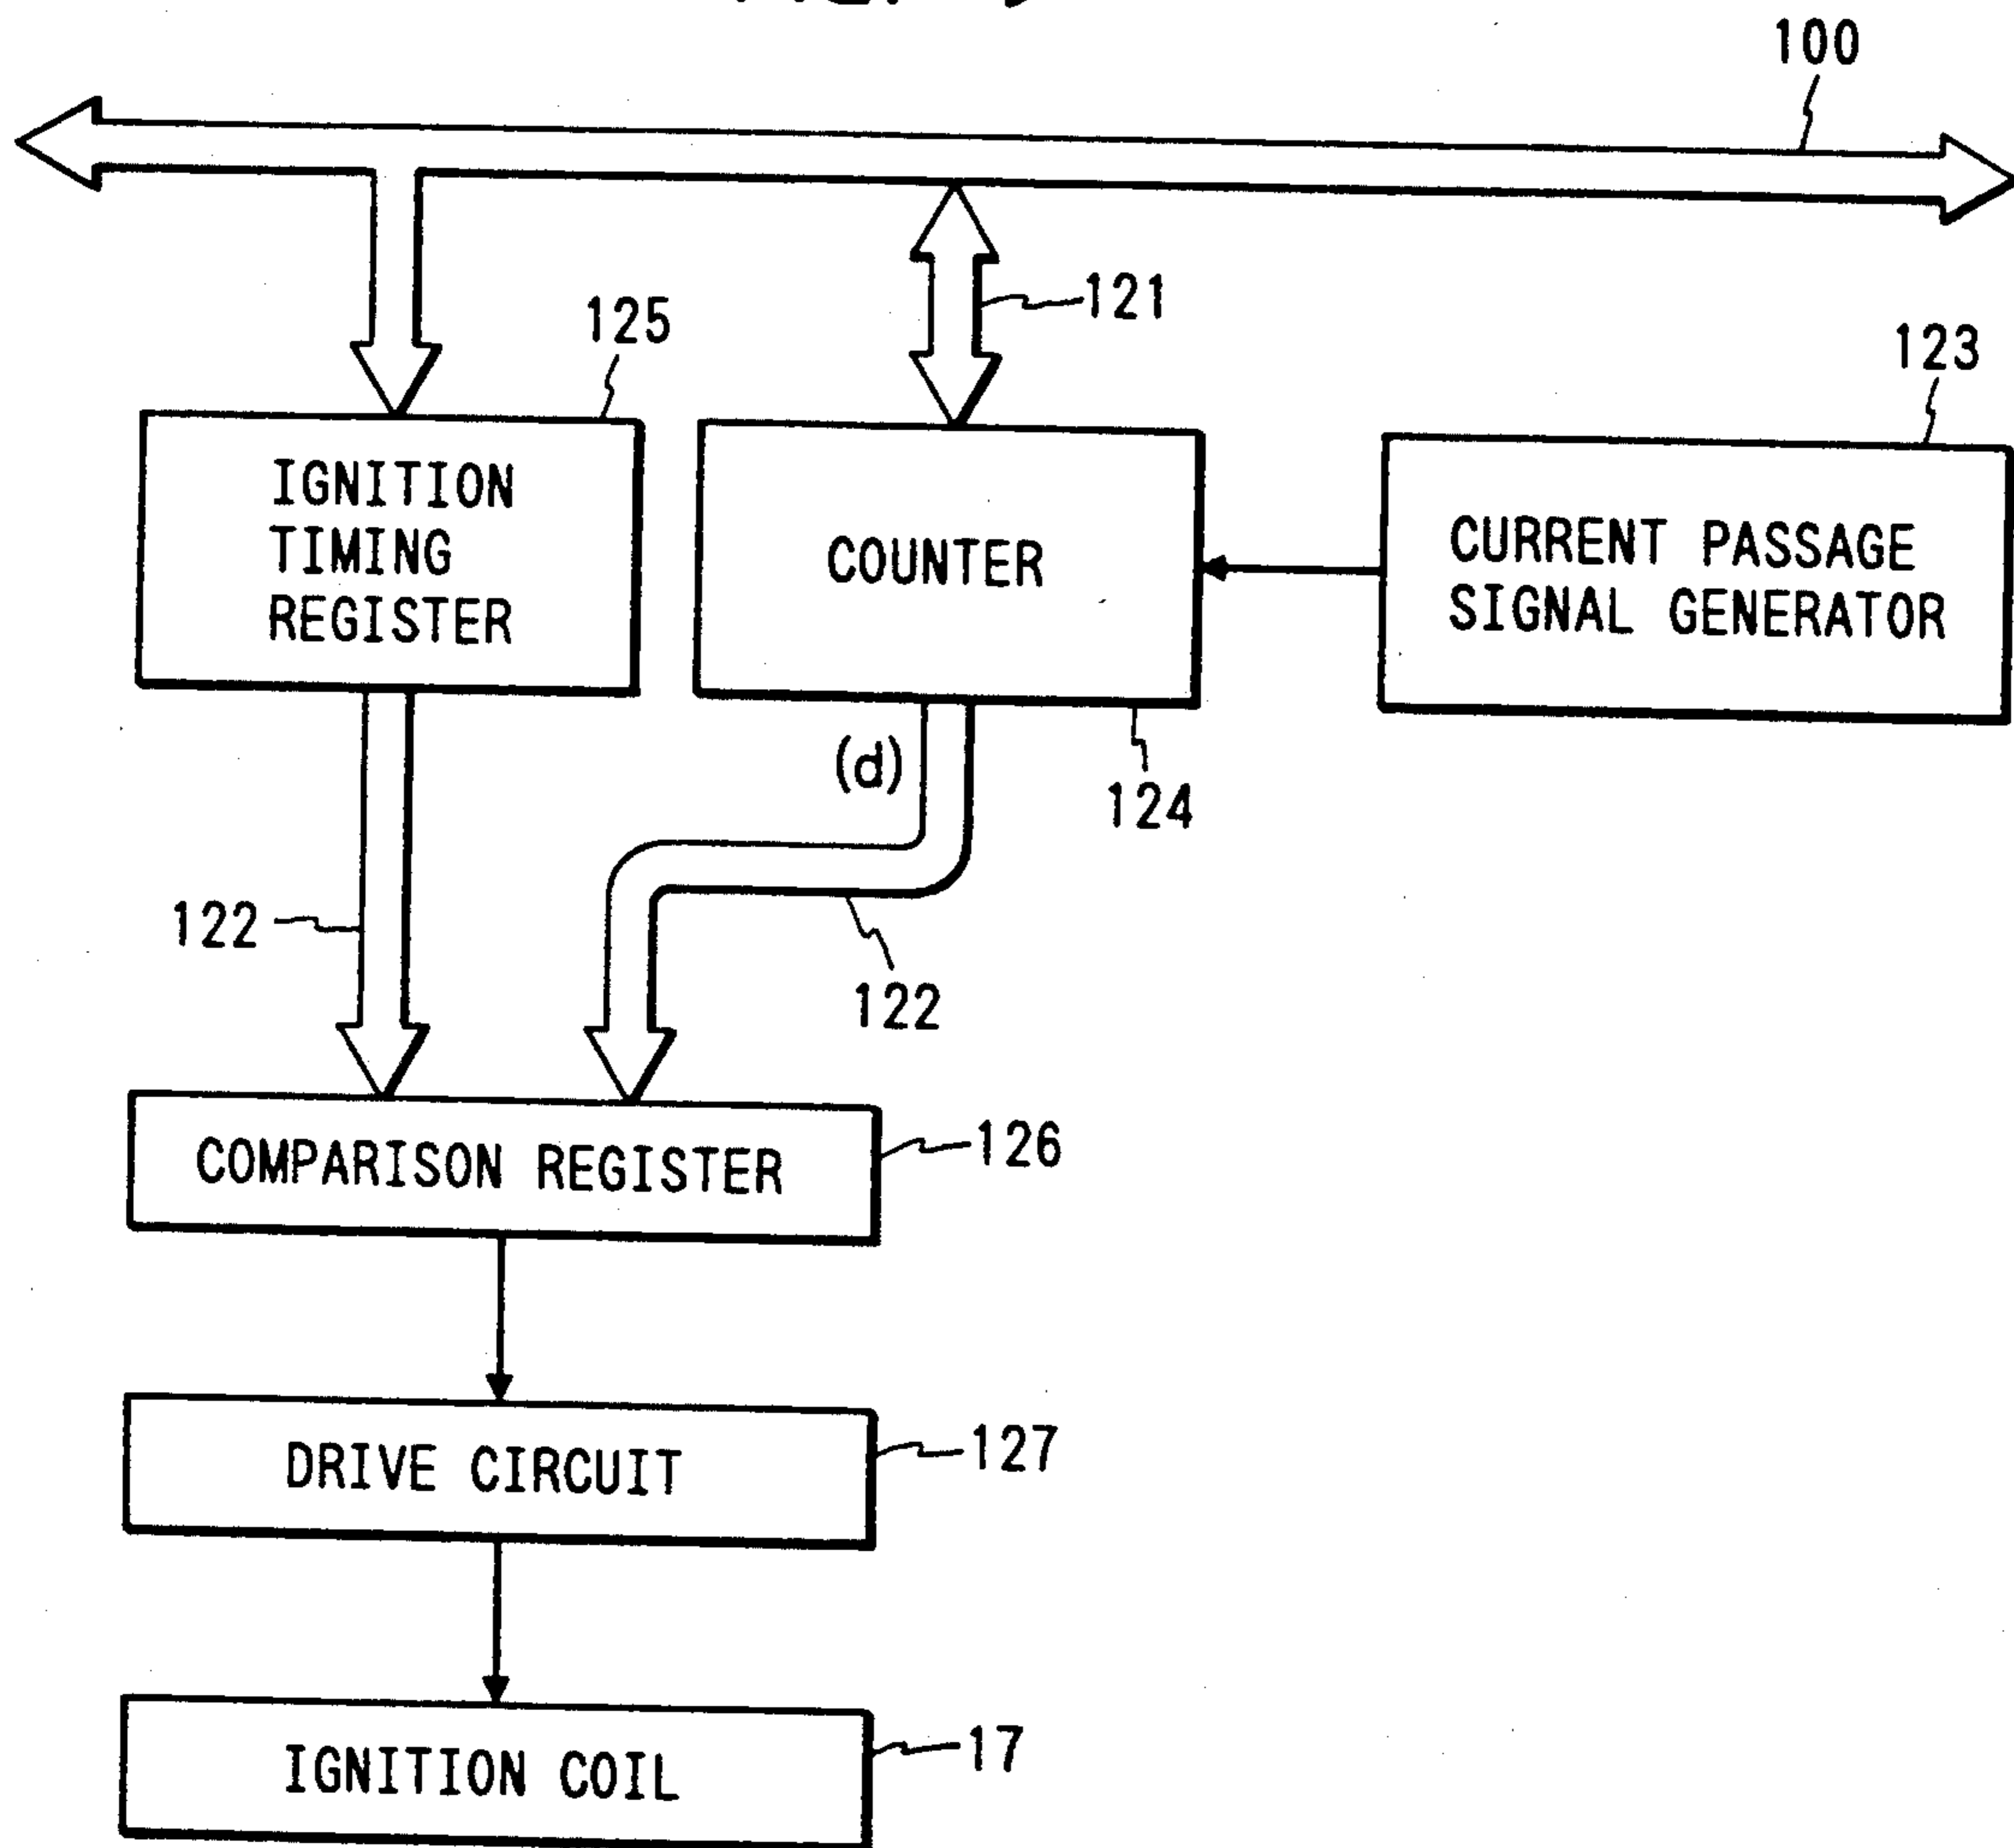 100
121
125
123
IGNITION
TIMING
REGISTER
COUNTER
CURRENT PASSAGE
SIGNAL GENERATOR
(d)
124
122
122
COMPARISON REGISTER
126
DRIVE CIRCUIT
127
IGNITION COIL
17